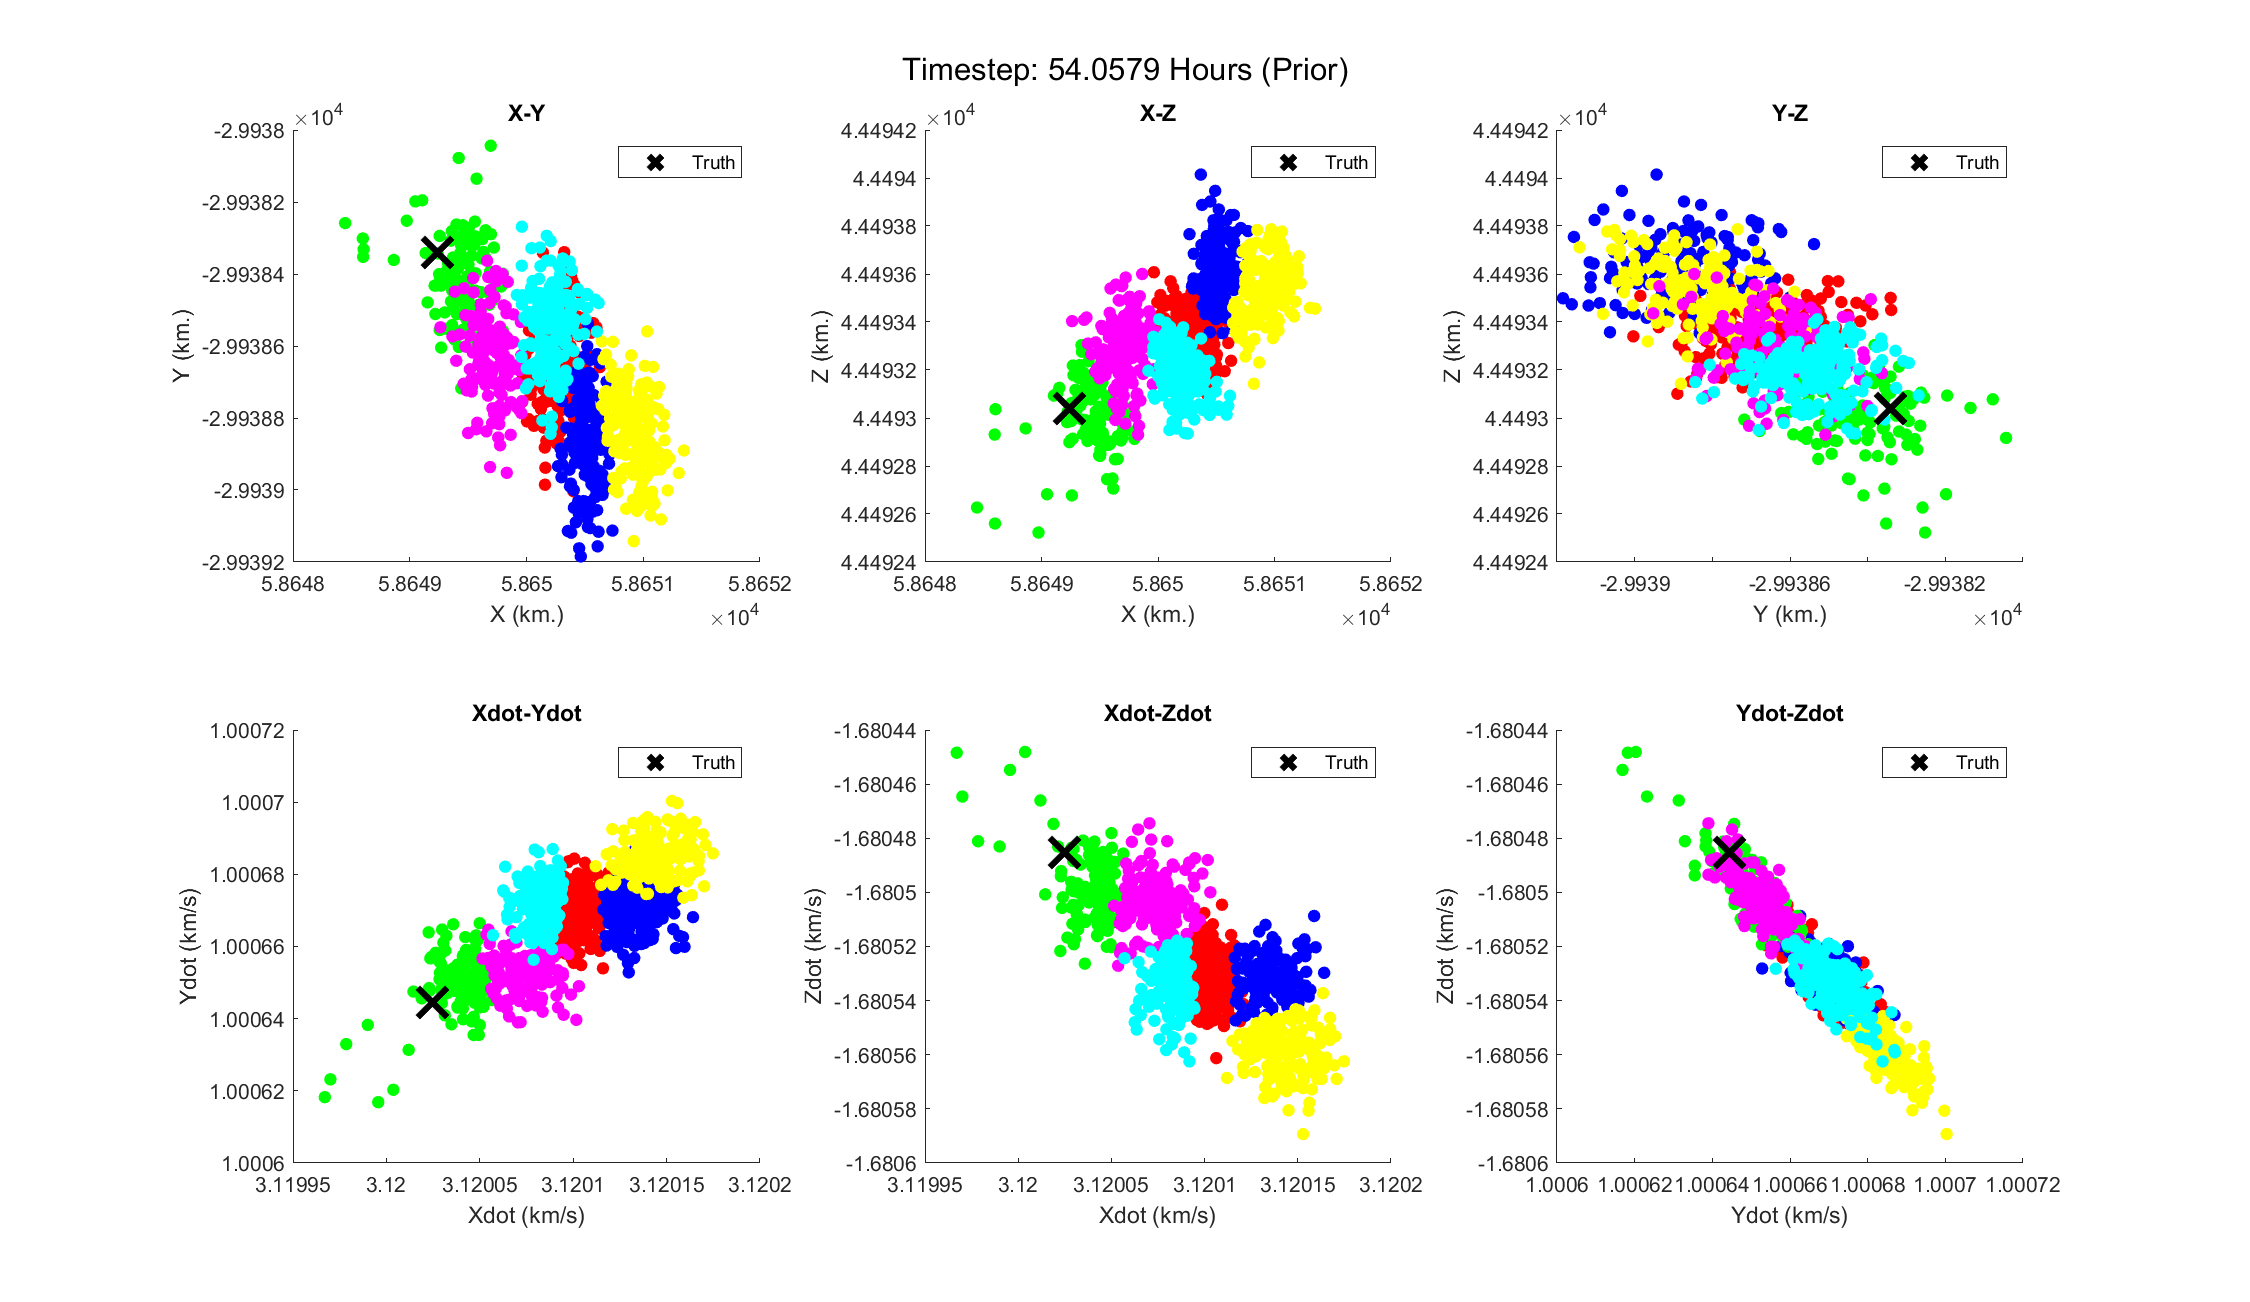 Timestep: 54.0579 Hours (Prior)
X-Y
×10^4
-2.9938
-2.99382
-2.99384
-2.99386
-2.99388
-2.9939
-2.99392
Y (km.)
Truth
5.8648 5.8649 5.865 5.8651 5.8652
X (km.)
×10^4
X-Z
×10^4
4.44942
4.4494
4.44938
4.44936
4.44934
4.44932
4.4493
4.44928
4.44926
4.44924
Z (km.)
Truth
5.8648 5.8649 5.865 5.8651 5.8652
X (km.)
×10^4
Y-Z
×10^4
4.44942
4.4494
4.44938
4.44936
4.44934
4.44932
4.4493
4.44928
4.44926
4.44924
Z (km.)
Truth
-2.9939 -2.99386 -2.99382
Y (km.)
×10^4
Xdot-Ydot
1.00072
1.0007
1.00068
1.00066
1.00064
1.00062
1.0006
Ydot (km/s)
Truth
3.11995 3.12 3.12005 3.1201 3.12015 3.1202
Xdot (km/s)
Xdot-Zdot
-1.68044
-1.68046
-1.68048
-1.6805
-1.68052
-1.68054
-1.68056
-1.68058
-1.6806
Zdot (km/s)
Truth
3.11995 3.12 3.12005 3.1201 3.12015 3.1202
Xdot (km/s)
Ydot-Zdot
-1.68044
-1.68046
-1.68048
-1.6805
-1.68052
-1.68054
-1.68056
-1.68058
-1.6806
Zdot (km/s)
Truth
1.0006 1.00062 1.00064 1.00066 1.00068 1.0007 1.00072
Ydot (km/s)